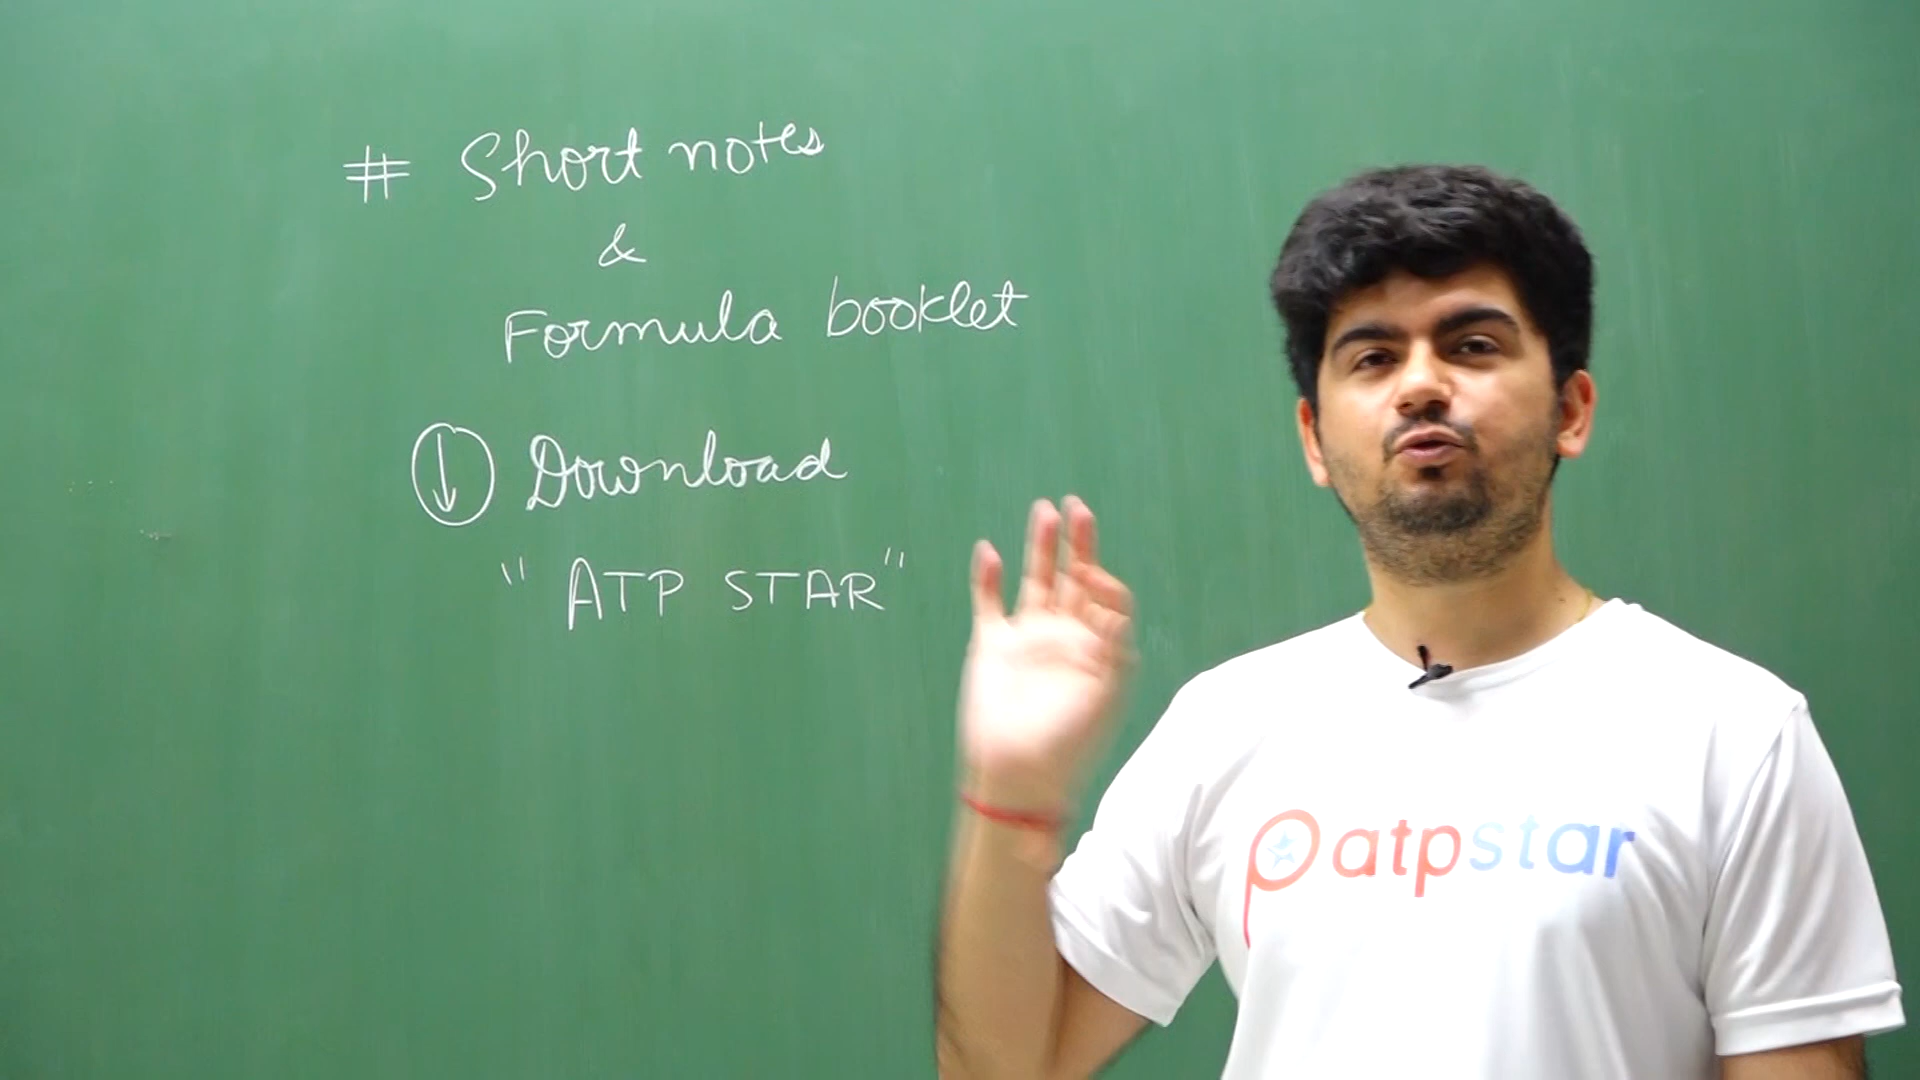 # Short notes
&
Formula booklet
↓ Download
" ATP STAR"
atpstar